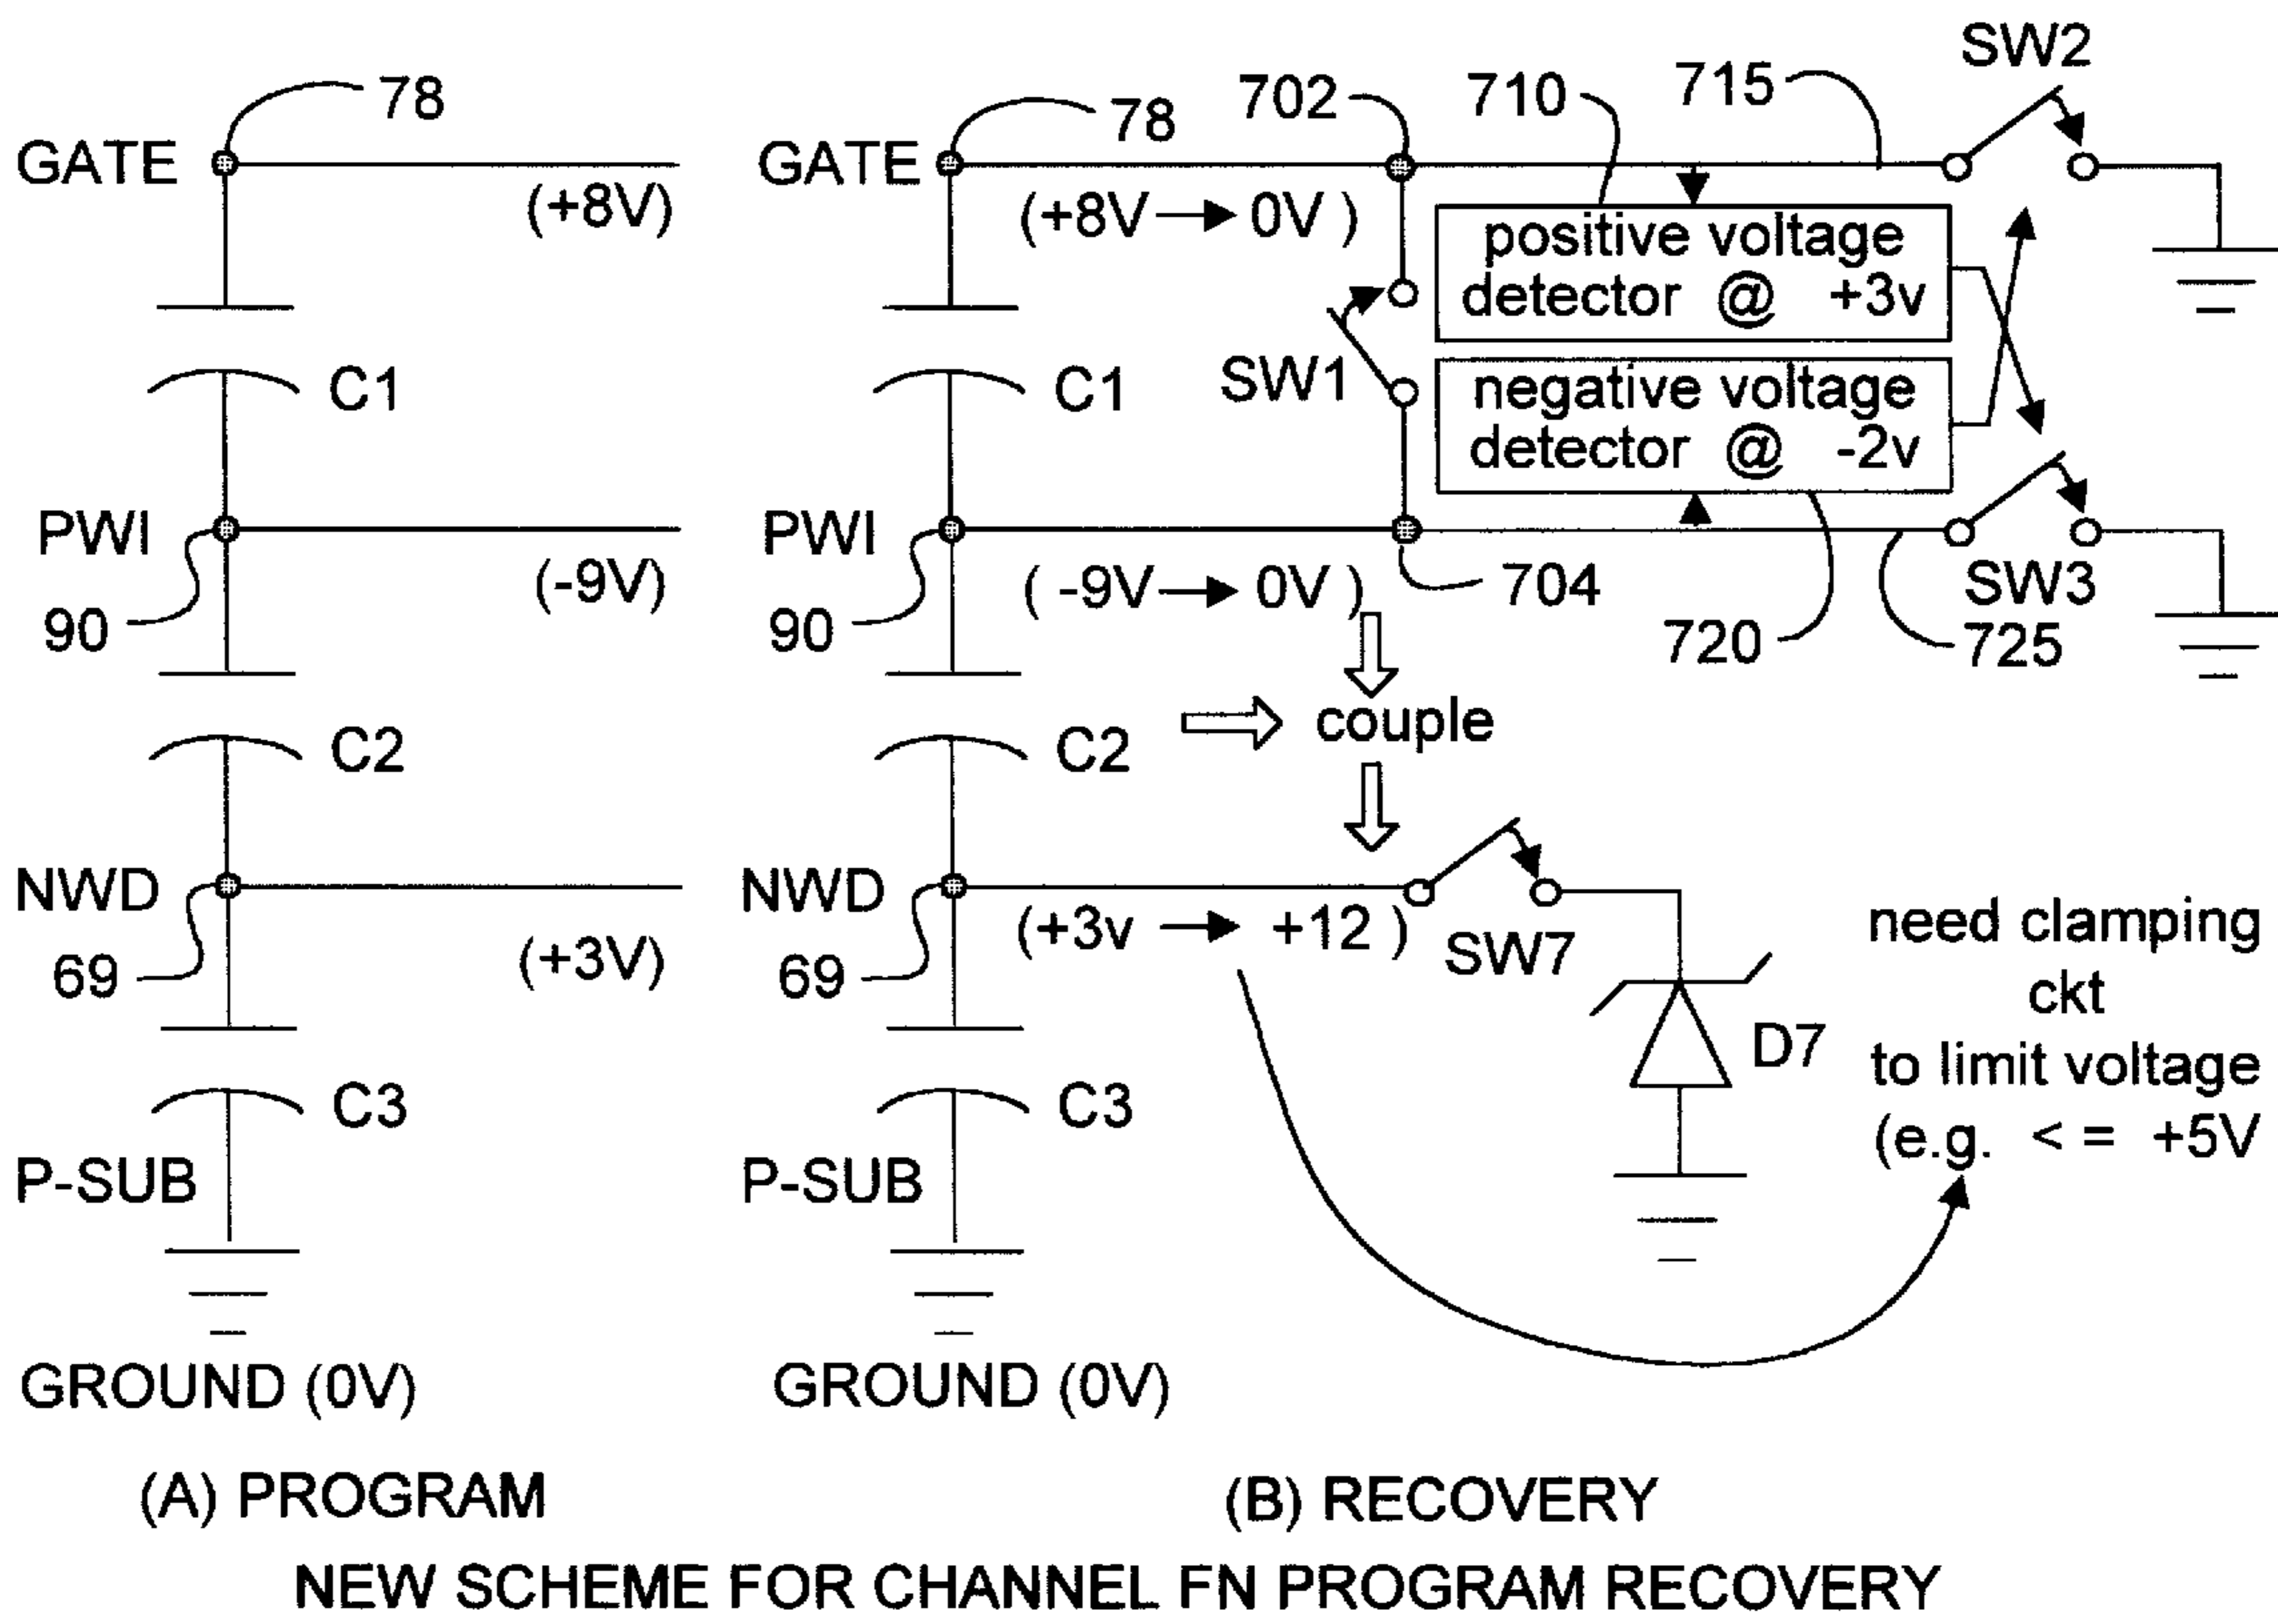 SW2
78
78
702
710
715
GATE
(+8V)
GATE
(+8V → 0V )
positive voltage
detector @ +3v
C1
C1
SW1
negative voltage
detector @ -2v
PWI
(-9V)
90
PWI
( -9V → 0V )
90
704
720
SW3
725
couple
C2
C2
NWD
(+3V)
69
NWD
(+3v → +12 )
69
SW7
D7
need clamping
ckt
to limit voltage
(e.g. < = +5V
C3
C3
P-SUB
P-SUB
GROUND (0V)
GROUND (0V)
(A) PROGRAM
(B) RECOVERY
NEW SCHEME FOR CHANNEL FN PROGRAM RECOVERY